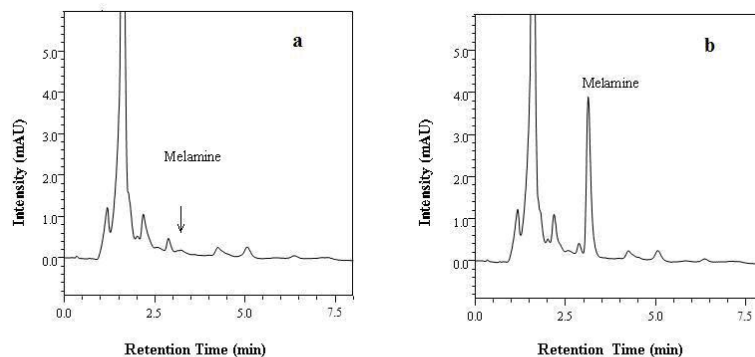 a
Melamine
Intensity (mAU)
5.0
4.0
3.0
2.0
1.0
0.0
0.0 2.5 5.0 7.5
Retention Time (min)
b
Melamine
Intensity (mAU)
5.0
4.0
3.0
2.0
1.0
0.0
0.0 2.5 5.0 7.5
Retention Time (min)